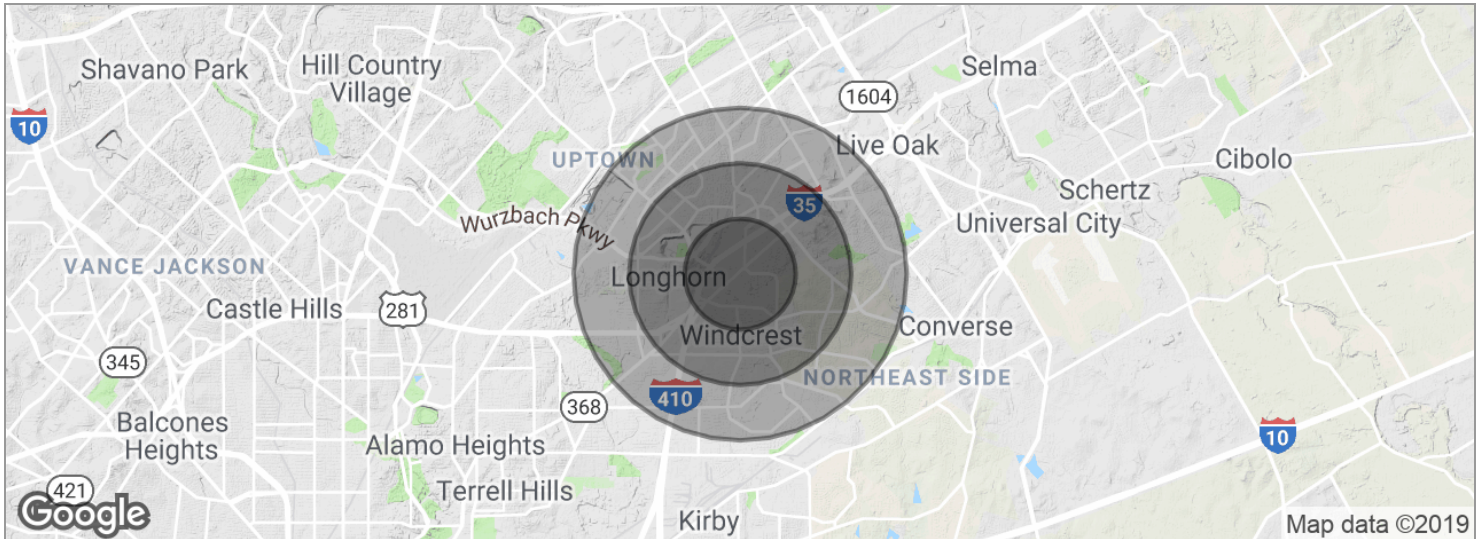 Shavano Park
Hill Country
Village
Selma
10
1604
Live Oak
UPTOWN
Cibolo
Schertz
35
Universal City
Wurzbach Pkwy
VANCE JACKSON
Longhorn
Castle Hills
281
Windcrest
Converse
345
NORTHEAST SIDE
410
368
Balcones
Heights
Alamo Heights
10
421
Terrell Hills
Google
Kirby
Map data ©2019